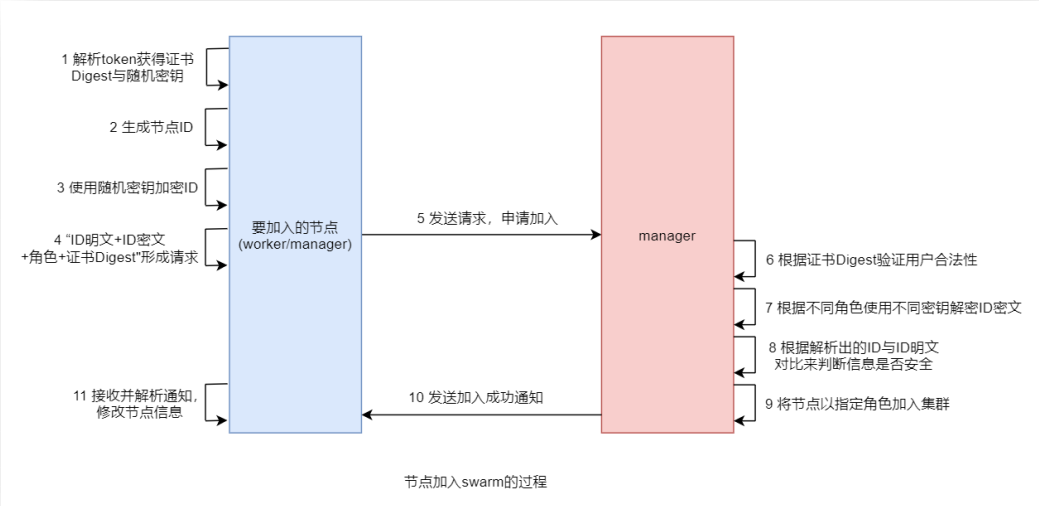 1 解析token获得证书
Digest与随机密钥
2 生成节点ID
3 使用随机密钥加密ID
4 “ID明文+ID密文
+角色+证书Digest"形成请求
要加入的节点
(worker/manager)
5 发送请求，申请加入
manager
6 根据证书Digest验证用户合法性
7 根据不同角色使用不同密钥解密ID密文
8 根据解析出的ID与ID明文
对比来判断信息是否安全
9 将节点以指定角色加入集群
10 发送加入成功通知
11 接收并解析通知，
修改节点信息
节点加入swarm的过程